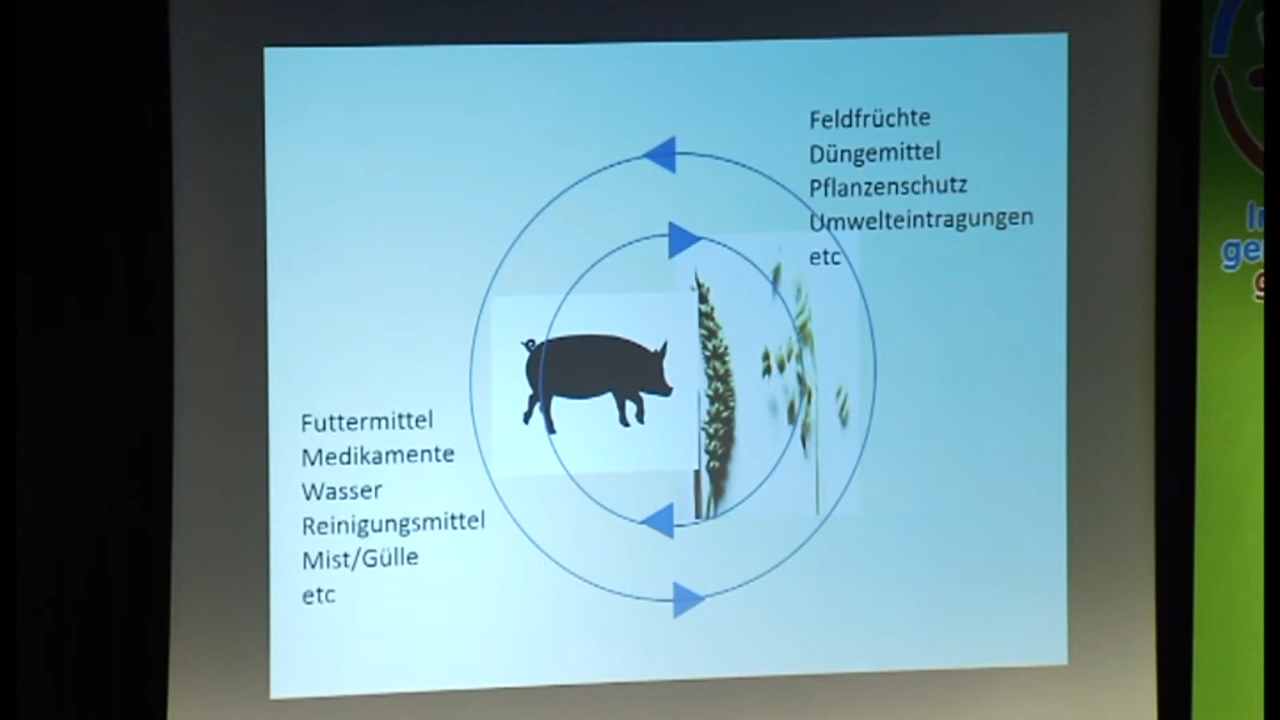 Feldfrüchte
Düngemittel
Pflanzenschutz
Umwelteintragungen
etc
Futtermittel
Medikamente
Wasser
Reinigungsmittel
Mist/Gülle
etc